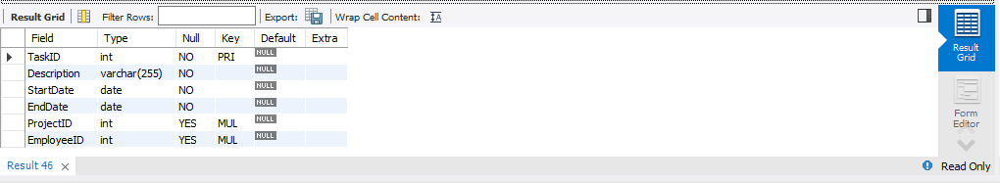 Result Grid Filter Rows: Export: Wrap Cell Content: IA
Field Type Null Key Default Extra
TaskID int NO PRI NULL
Description varchar(255) NO NULL
StartDate date NO NULL
EndDate date NO NULL
ProjectID int YES MUL NULL
EmployeeID int YES MUL NULL
Result
Grid
Form
Editor
Result 46 Read Only